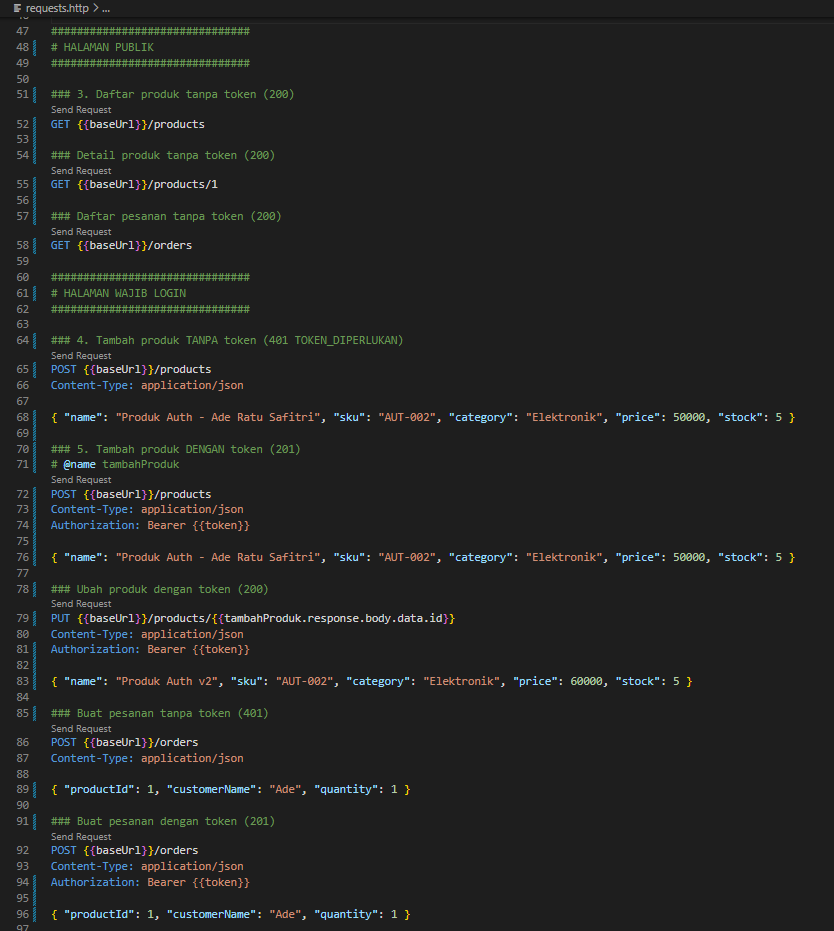 requests.http > ...
47 ###############################
48 # HALAMAN PUBLIK
49 ###############################
50
51 ### 3. Daftar produk tanpa token (200)
Send Request
52 GET {{baseUrl}}/products
53
54 ### Detail produk tanpa token (200)
Send Request
55 GET {{baseUrl}}/products/1
56
57 ### Daftar pesanan tanpa token (200)
Send Request
58 GET {{baseUrl}}/orders
59
60 ###############################
61 # HALAMAN WAJIB LOGIN
62 ###############################
63
64 ### 4. Tambah produk TANPA token (401 TOKEN_DIPERLUKAN)
Send Request
65 POST {{baseUrl}}/products
66 Content-Type: application/json
67
68 { "name": "Produk Auth - Ade Ratu Safitri", "sku": "AUT-002", "category": "Elektronik", "price": 50000, "stock": 5 }
69
70 ### 5. Tambah produk DENGAN token (201)
71 # @name tambahProduk
Send Request
72 POST {{baseUrl}}/products
73 Content-Type: application/json
74 Authorization: Bearer {{token}}
75
76 { "name": "Produk Auth - Ade Ratu Safitri", "sku": "AUT-002", "category": "Elektronik", "price": 50000, "stock": 5 }
77
78 ### Ubah produk dengan token (200)
Send Request
79 PUT {{baseUrl}}/products/{{tambahProduk.response.body.data.id}}
80 Content-Type: application/json
81 Authorization: Bearer {{token}}
82
83 { "name": "Produk Auth v2", "sku": "AUT-002", "category": "Elektronik", "price": 60000, "stock": 5 }
84
85 ### Buat pesanan tanpa token (401)
Send Request
86 POST {{baseUrl}}/orders
87 Content-Type: application/json
88
89 { "productId": 1, "customerName": "Ade", "quantity": 1 }
90
91 ### Buat pesanan dengan token (201)
Send Request
92 POST {{baseUrl}}/orders
93 Content-Type: application/json
94 Authorization: Bearer {{token}}
95
96 { "productId": 1, "customerName": "Ade", "quantity": 1 }
97